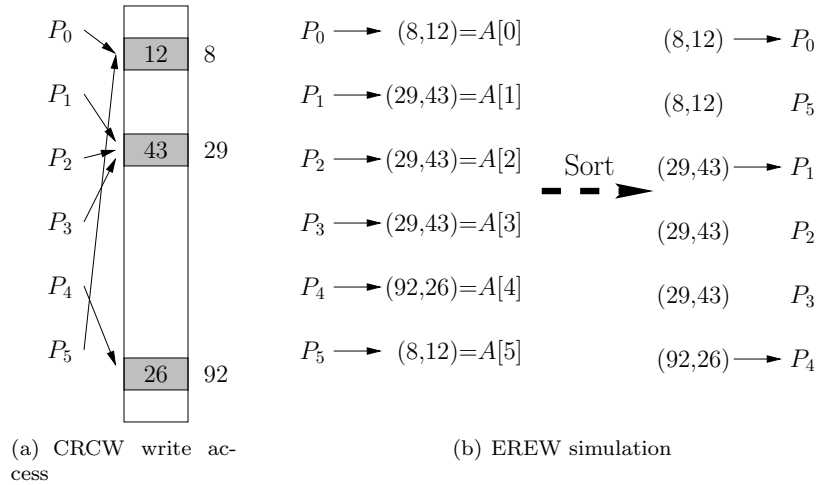 P0 12 8
P1
P2 43 29
P3
P4
P5 26 92
(a) CRCW write ac-
cess
P0 (8,12)=A[0] (8,12) P0
P1 (29,43)=A[1] (8,12) P5
P2 (29,43)=A[2] (29,43) P1
Sort
P3 (29,43)=A[3] (29,43) P2
P4 (92,26)=A[4] (29,43) P3
P5 (8,12)=A[5] (92,26) P4
(b) EREW simulation